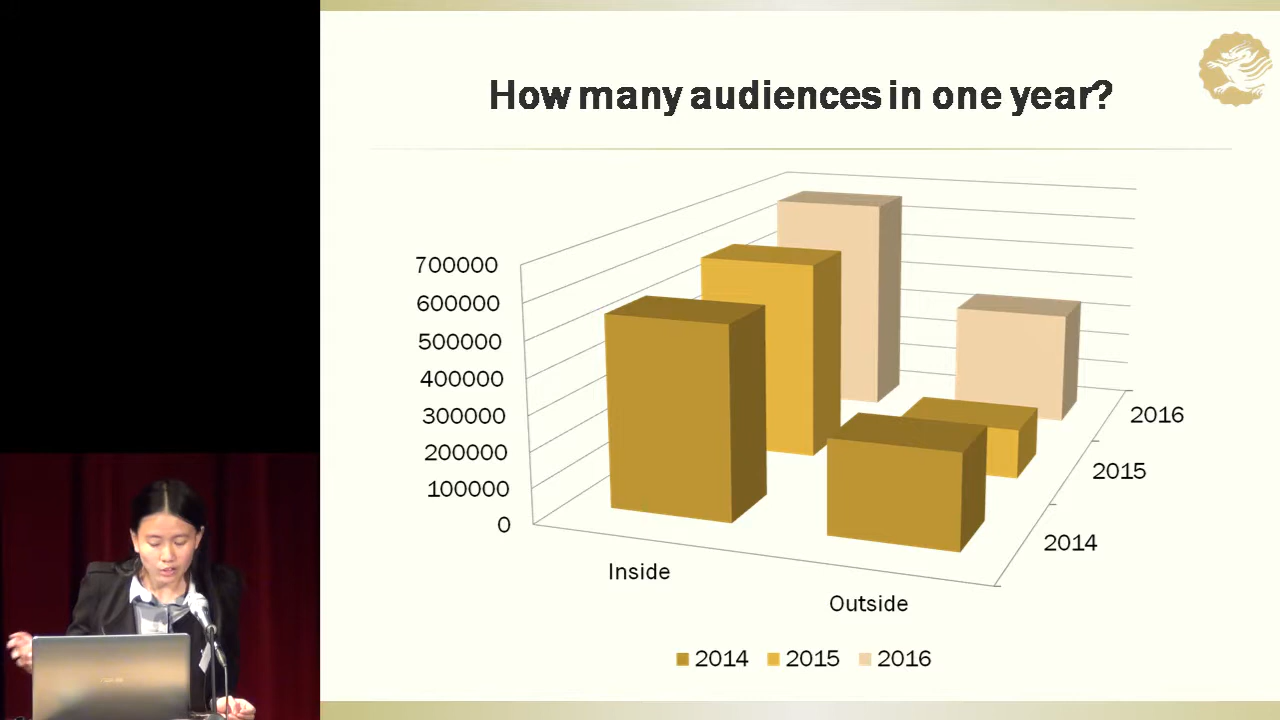 How many audiences in one year?
700000
600000
500000
400000
300000
200000
100000
0
Inside
Outside
2014
2015
2016
2014 2015 2016